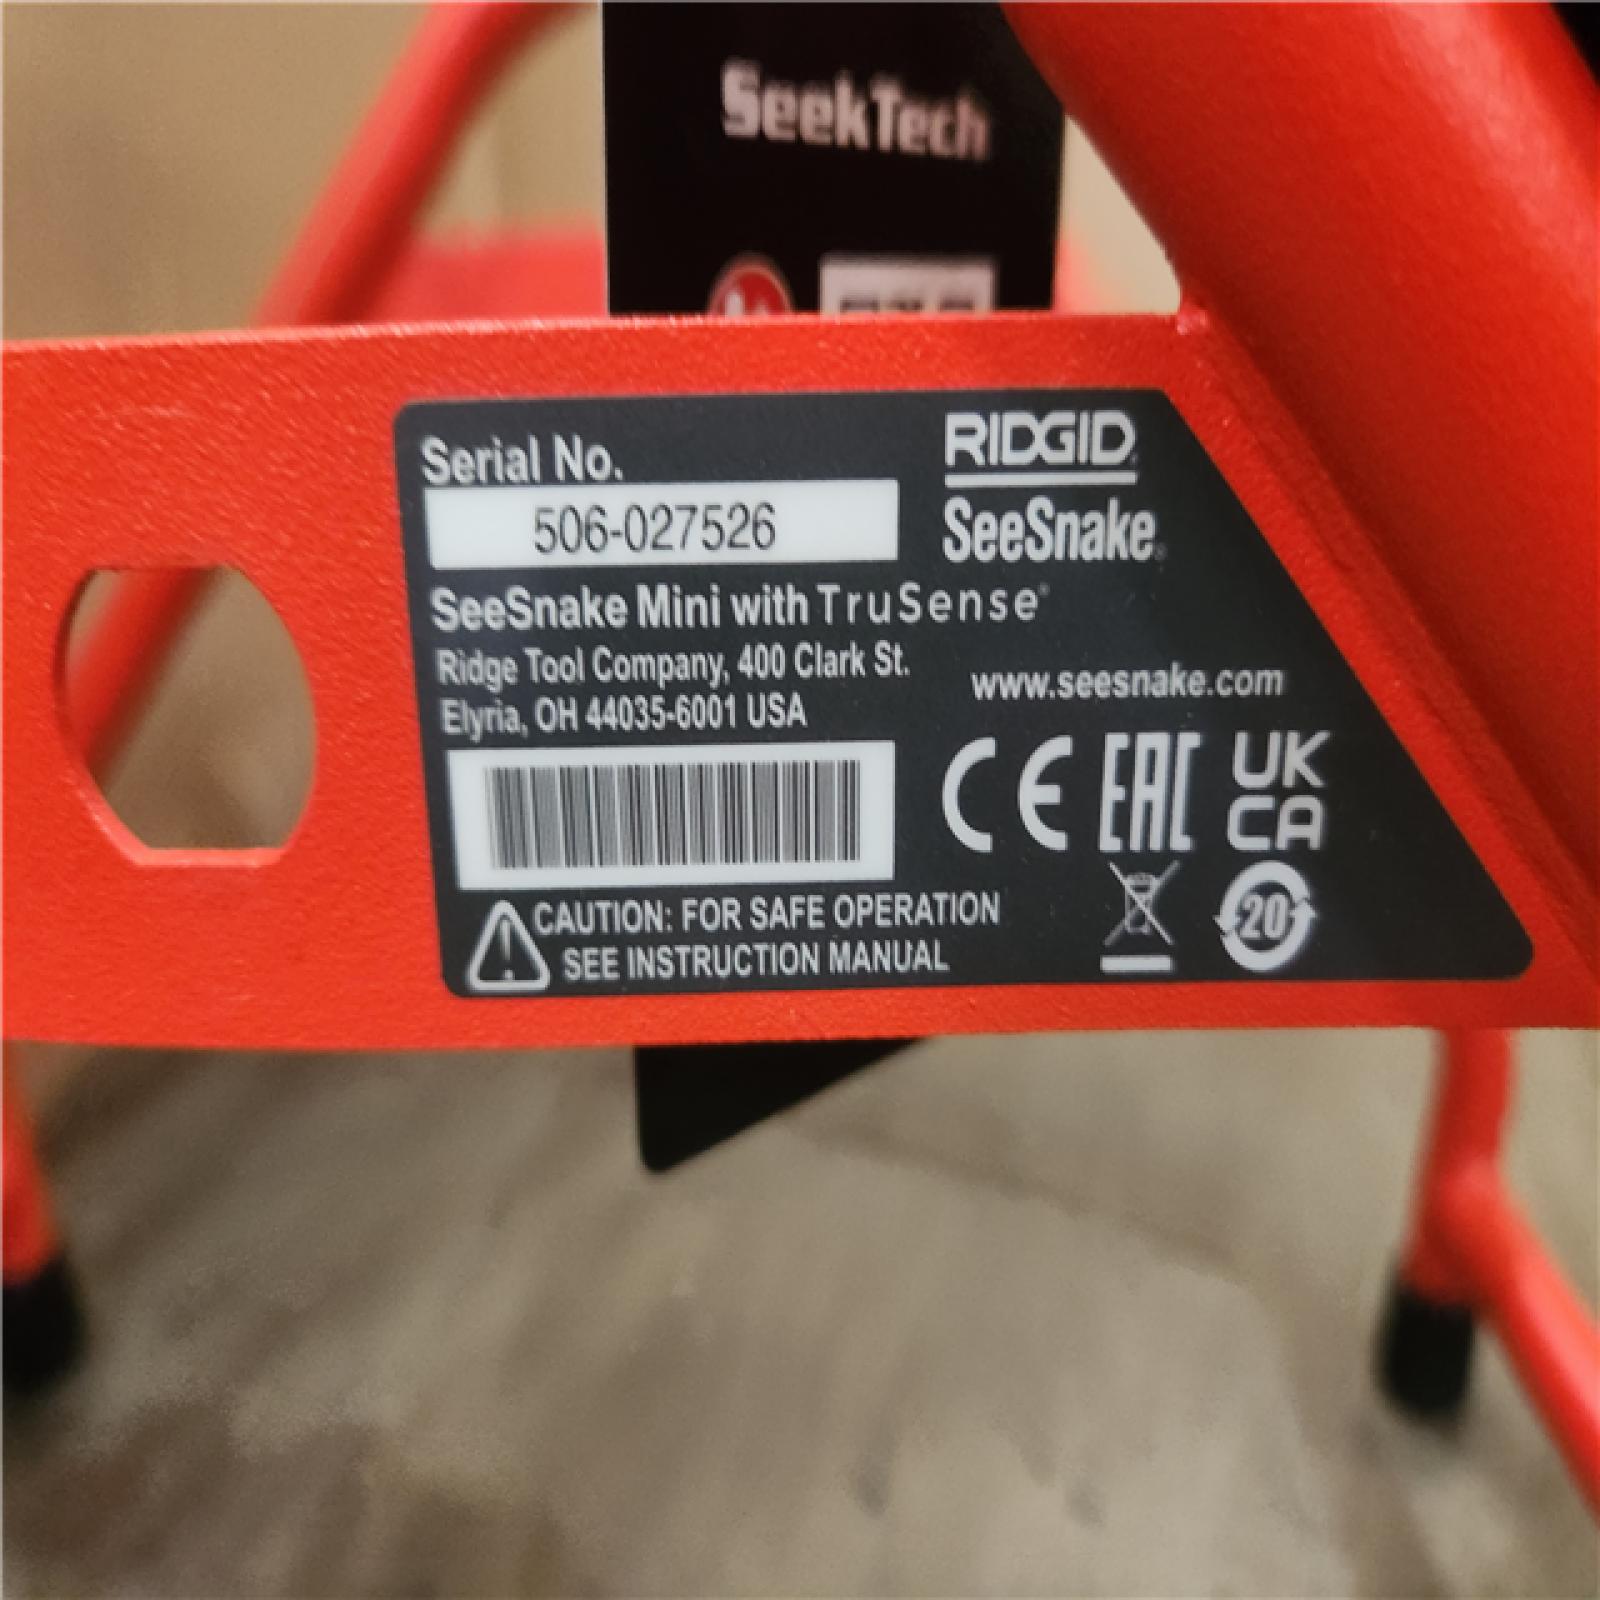 SeekTech
Serial No.
506-027526
RIDGID
SeeSnake®
SeeSnake Mini with TruSense®
Ridge Tool Company, 400 Clark St.
Elyria, OH 44035-6001 USA
www.seesnake.com
CE EAC UK
CA
20
CAUTION: FOR SAFE OPERATION
SEE INSTRUCTION MANUAL